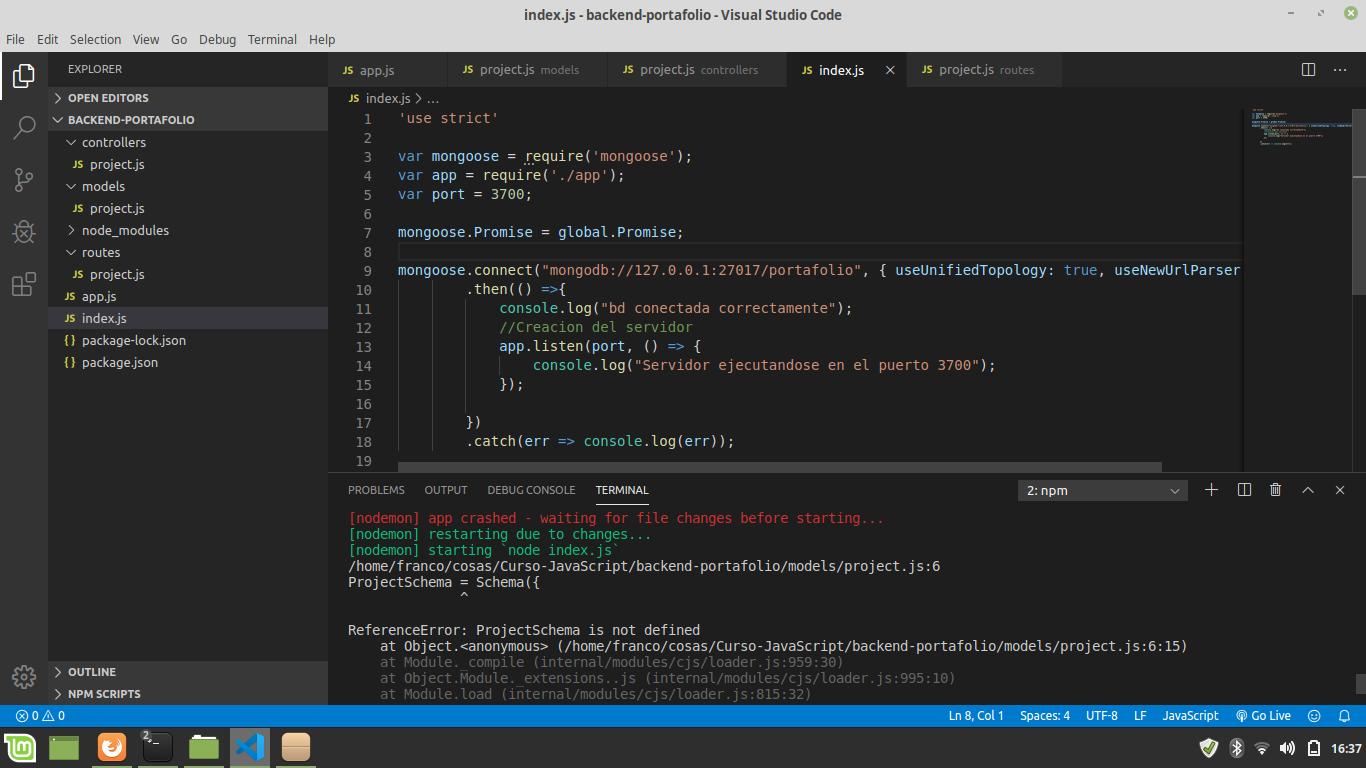 index.js - backend-portafolio - Visual Studio Code
File Edit Selection View Go Debug Terminal Help
EXPLORER
OPEN EDITORS
BACKEND-PORTAFOLIO
controllers
JS project.js
models
JS project.js
node_modules
routes
JS project.js
JS app.js
JS index.js
{} package-lock.json
{} package.json
OUTLINE
NPM SCRIPTS
JS app.js JS project.js models JS project.js controllers JS index.js JS project.js routes
JS index.js > ...
1 'use strict'
2
3 var mongoose = require('mongoose');
4 var app = require('./app');
5 var port = 3700;
6
7 mongoose.Promise = global.Promise;
8
9 mongoose.connect("mongodb://127.0.0.1:27017/portafolio", { useUnifiedTopology: true, useNewUrlParser
10 .then(() =>{
11 console.log("bd conectada correctamente");
12 //Creacion del servidor
13 app.listen(port, () => {
14 console.log("Servidor ejecutandose en el puerto 3700");
15 });
16
17 })
18 .catch(err => console.log(err));
19
PROBLEMS OUTPUT DEBUG CONSOLE TERMINAL 2: npm
[nodemon] app crashed - waiting for file changes before starting...
[nodemon] restarting due to changes...
[nodemon] starting `node index.js`
/home/franco/cosas/Curso-JavaScript/backend-portafolio/models/project.js:6
ProjectSchema = Schema({
^
ReferenceError: ProjectSchema is not defined
at Object.<anonymous> (/home/franco/cosas/Curso-JavaScript/backend-portafolio/models/project.js:6:15)
at Module._compile (internal/modules/cjs/loader.js:959:30)
at Object.Module._extensions..js (internal/modules/cjs/loader.js:995:10)
at Module.load (internal/modules/cjs/loader.js:815:32)
0 0 Ln 8, Col 1 Spaces: 4 UTF-8 LF JavaScript Go Live
2 16:37